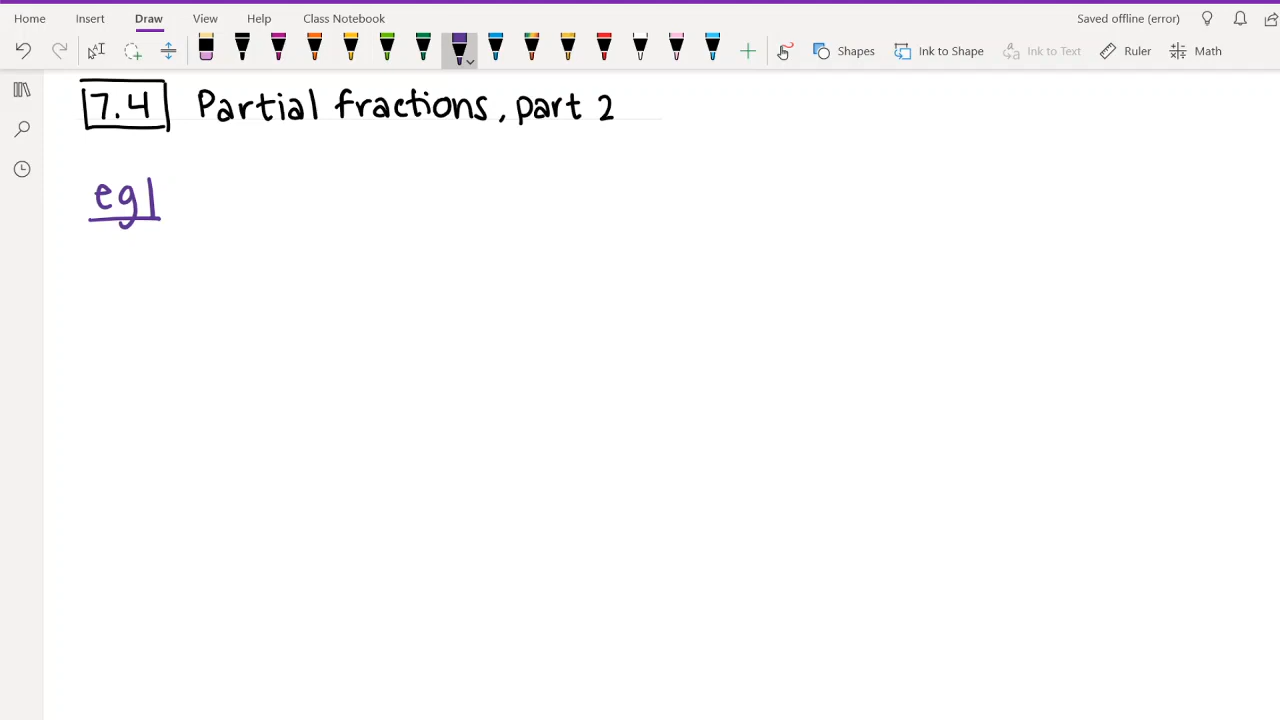 Home Insert Draw View Help Class Notebook Saved offline (error)
Shapes Ink to Shape Ink to Text Ruler Math
7.4 Partial fractions, part 2
eg1